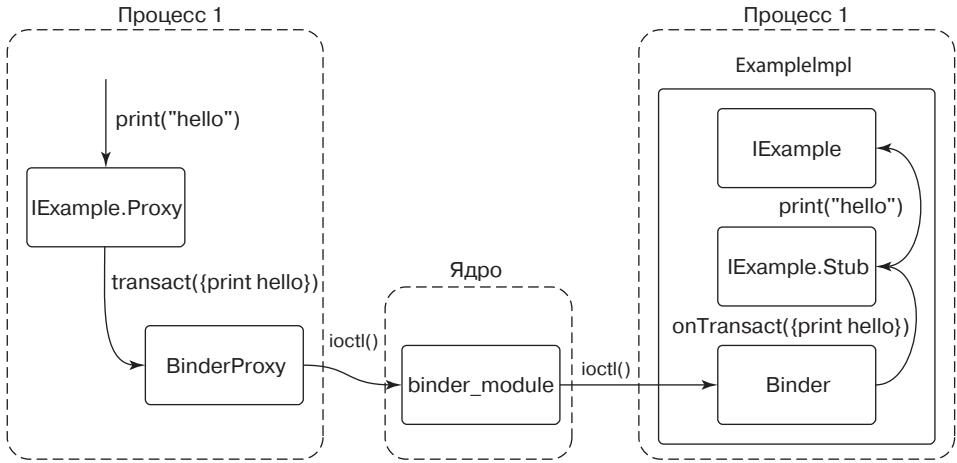 Процесс 1
print("hello")
IExample.Proxy
transact({print hello})
BinderProxy
ioctl()
Ядро
binder_module
ioctl()
Процесс 1
ExampleImpl
IExample
print("hello")
IExample.Stub
onTransact({print hello})
Binder